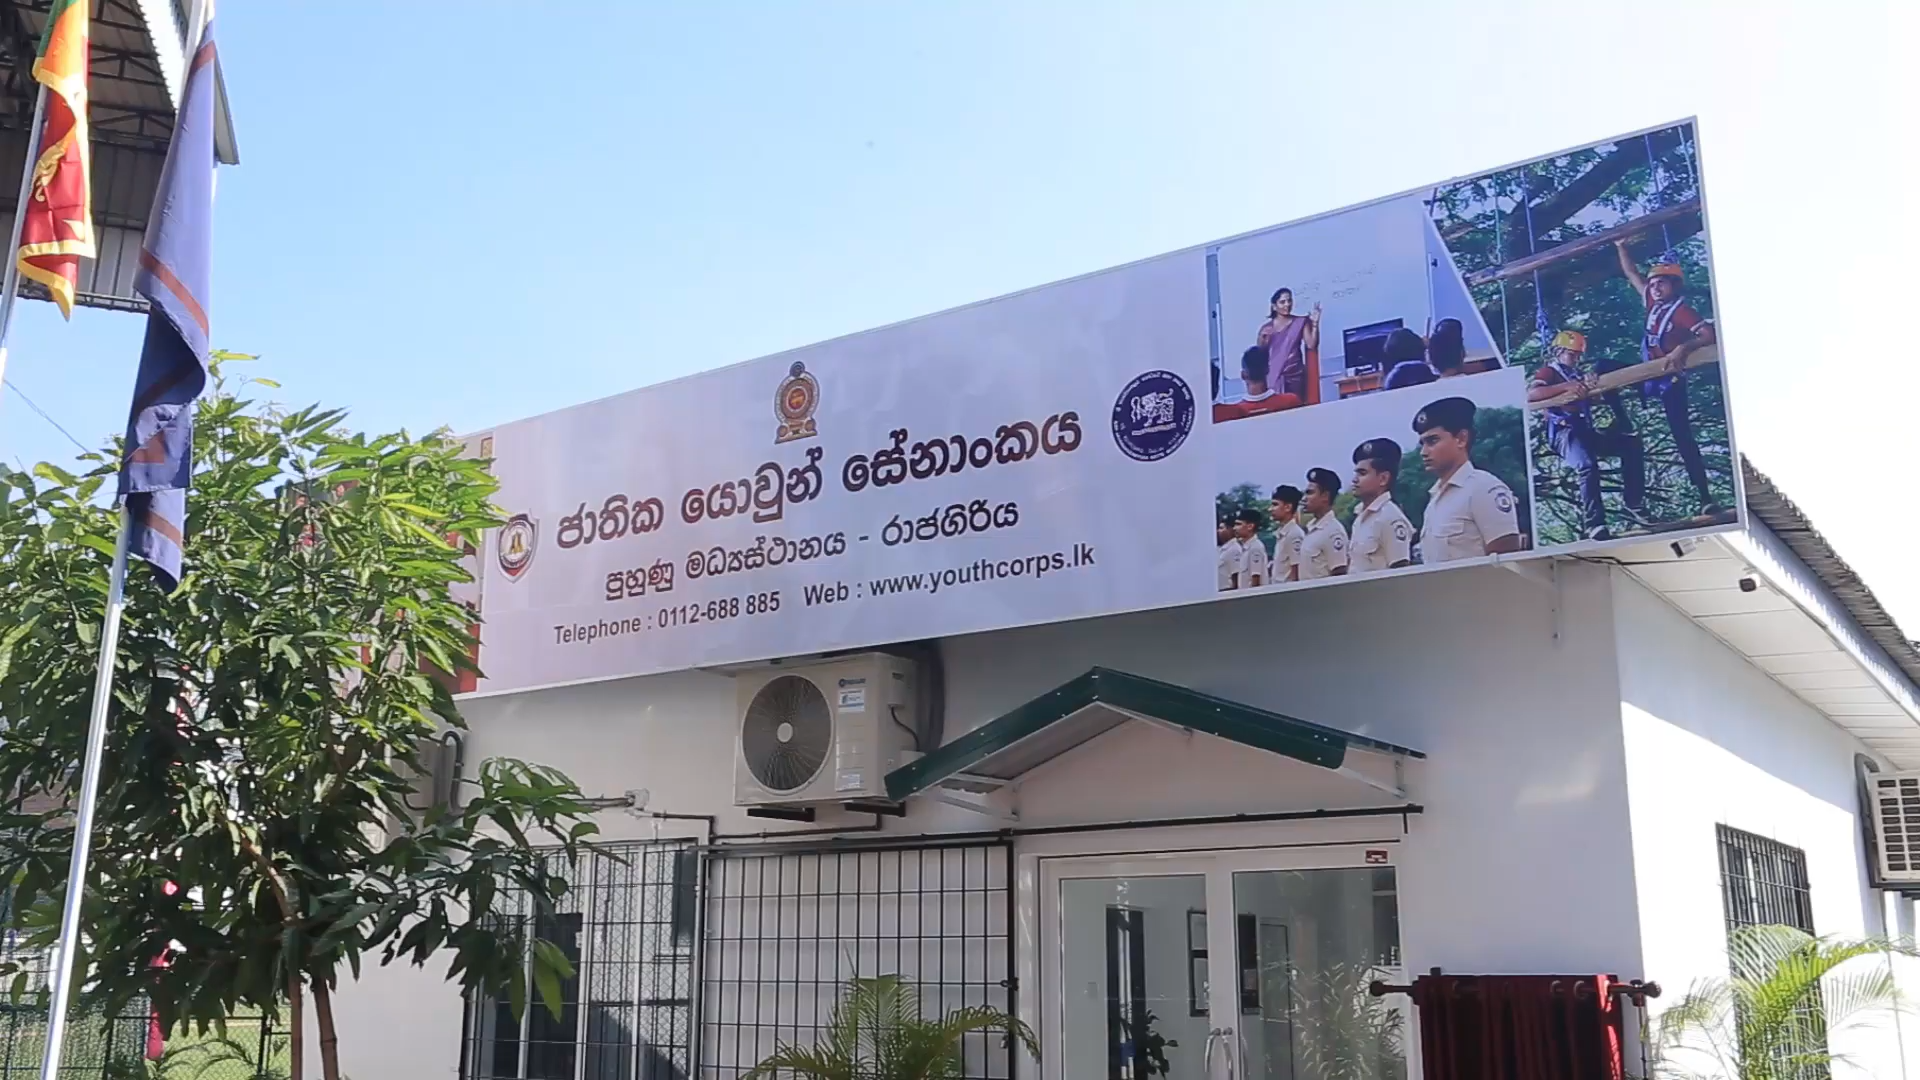 ජාතික යොවුන් සේනාංකය
පුහුණු මධ්‍යස්ථානය - රාජගිරිය
Telephone : 0112-688 885 Web : www.youthcorps.lk